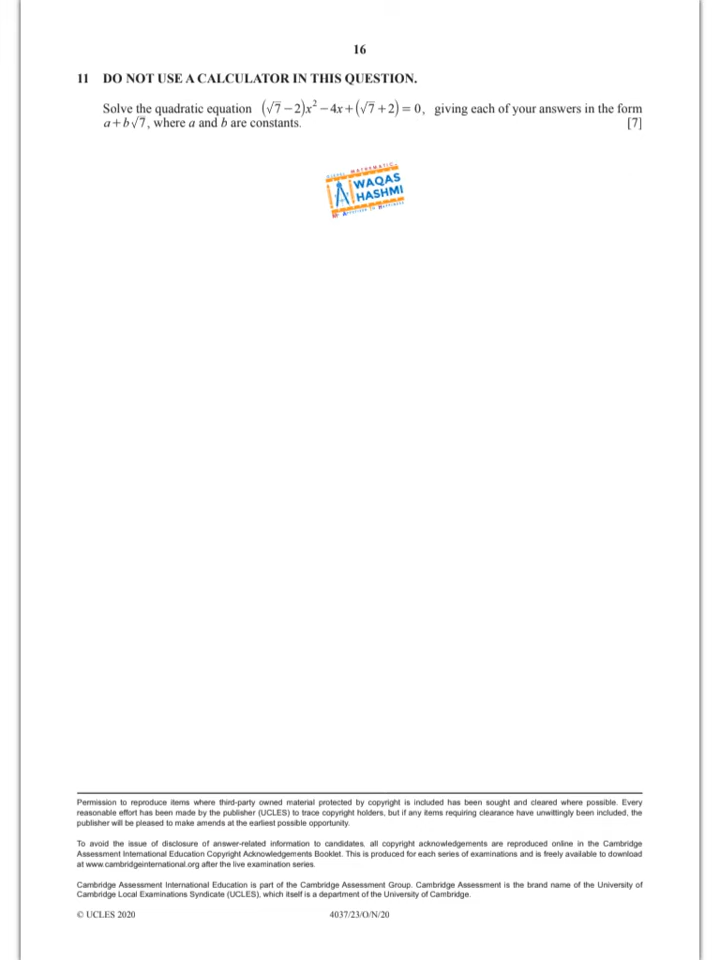 16
11 DO NOT USE A CALCULATOR IN THIS QUESTION.
Solve the quadratic equation (√7 − 2)x² − 4x + (√7 + 2) = 0, giving each of your answers in the form
a + b√7, where a and b are constants. [7]
MATHEMATIC
WAQAS
HASHMI
Permission to reproduce items where third-party owned material protected by copyright is included has been sought and cleared where possible. Every
reasonable effort has been made by the publisher (UCLES) to trace copyright holders, but if any items requiring clearance have unwittingly been included, the
publisher will be pleased to make amends at the earliest possible opportunity.
To avoid the issue of disclosure of answer-related information to candidates, all copyright acknowledgements are reproduced online in the Cambridge
Assessment International Education Copyright Acknowledgements Booklet. This is produced for each series of examinations and is freely available to download
at www.cambridgeinternational.org after the live examination series.
Cambridge Assessment International Education is part of the Cambridge Assessment Group. Cambridge Assessment is the brand name of the University of
Cambridge Local Examinations Syndicate (UCLES), which itself is a department of the University of Cambridge.
© UCLES 2020 4037/23/O/N/20